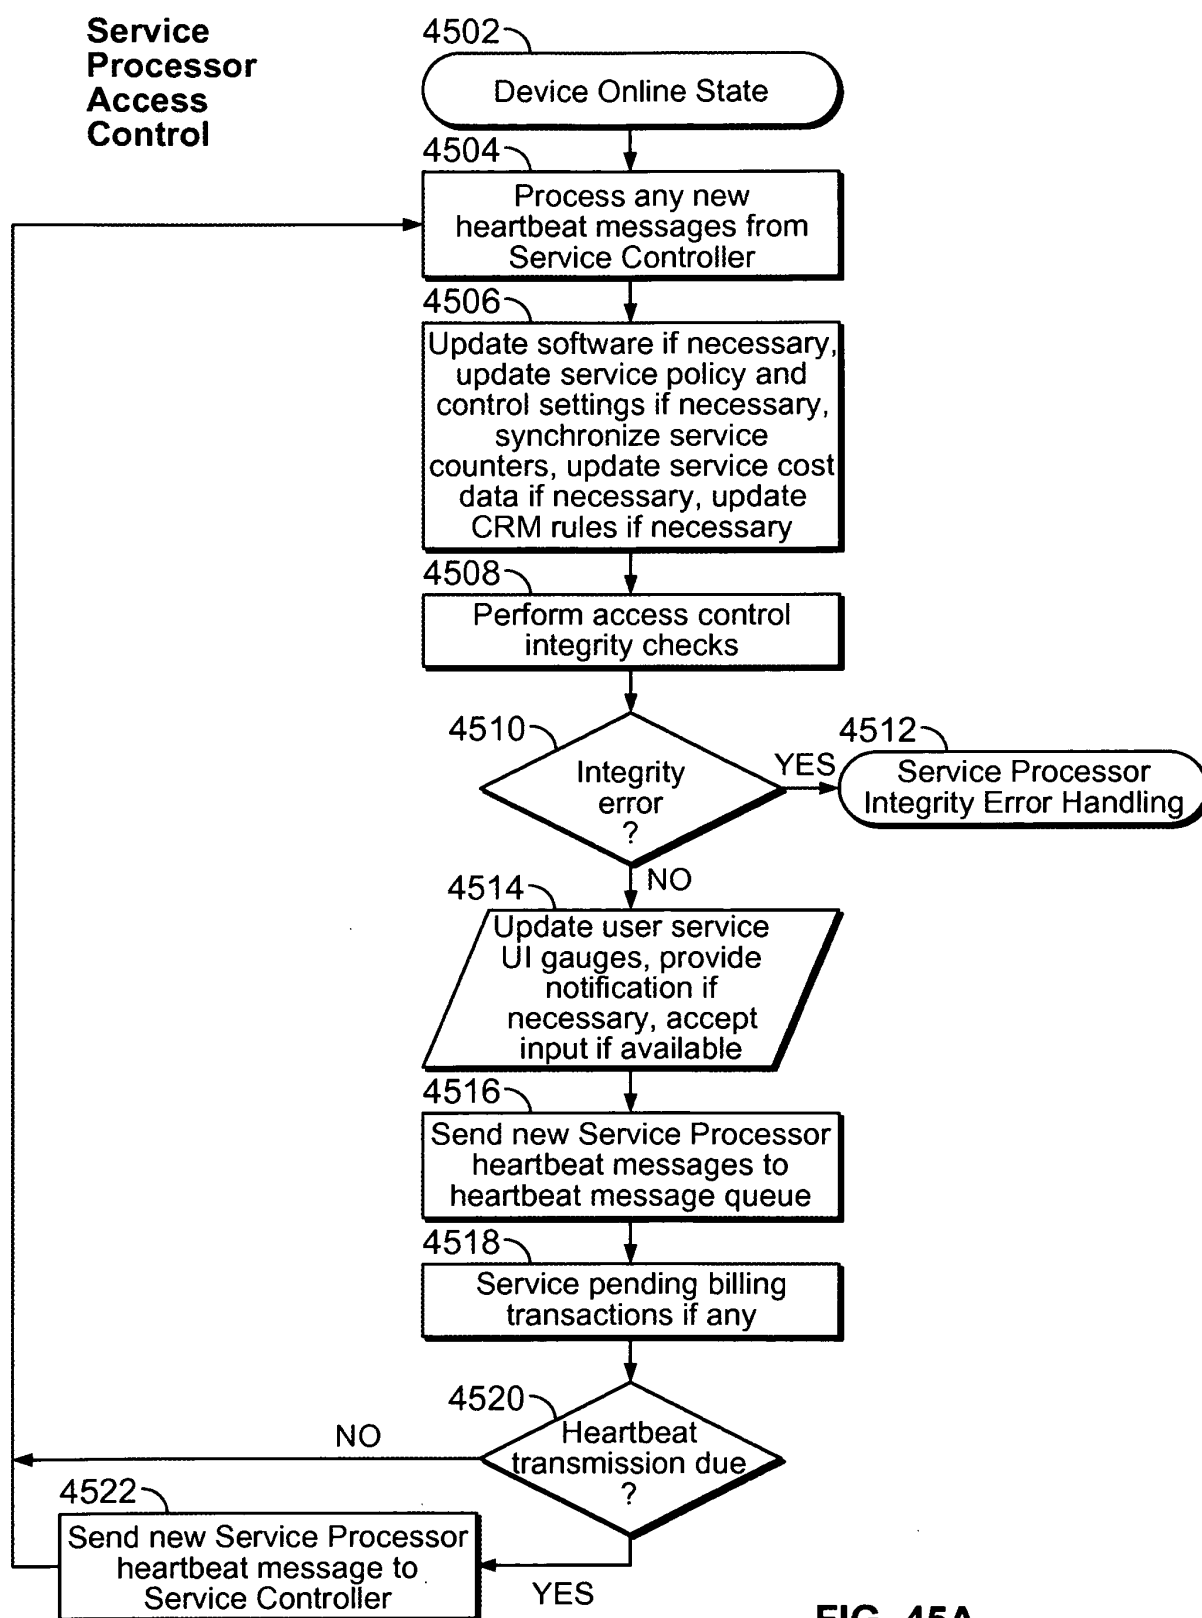 Service
Processor
Access
Control
4502
Device Online State
4504
Process any new
heartbeat messages from
Service Controller
4506
Update software if necessary,
update service policy and
control settings if necessary,
synchronize service
counters, update service cost
data if necessary, update
CRM rules if necessary
4508
Perform access control
integrity checks
4510
Integrity
error
?
YES
4512
Service Processor
Integrity Error Handling
NO
4514
Update user service
UI gauges, provide
notification if
necessary, accept
input if available
4516
Send new Service Processor
heartbeat messages to
heartbeat message queue
4518
Service pending billing
transactions if any
4520
Heartbeat
transmission due
?
NO
4522
Send new Service Processor
heartbeat message to
Service Controller
YES
FIG. 45A